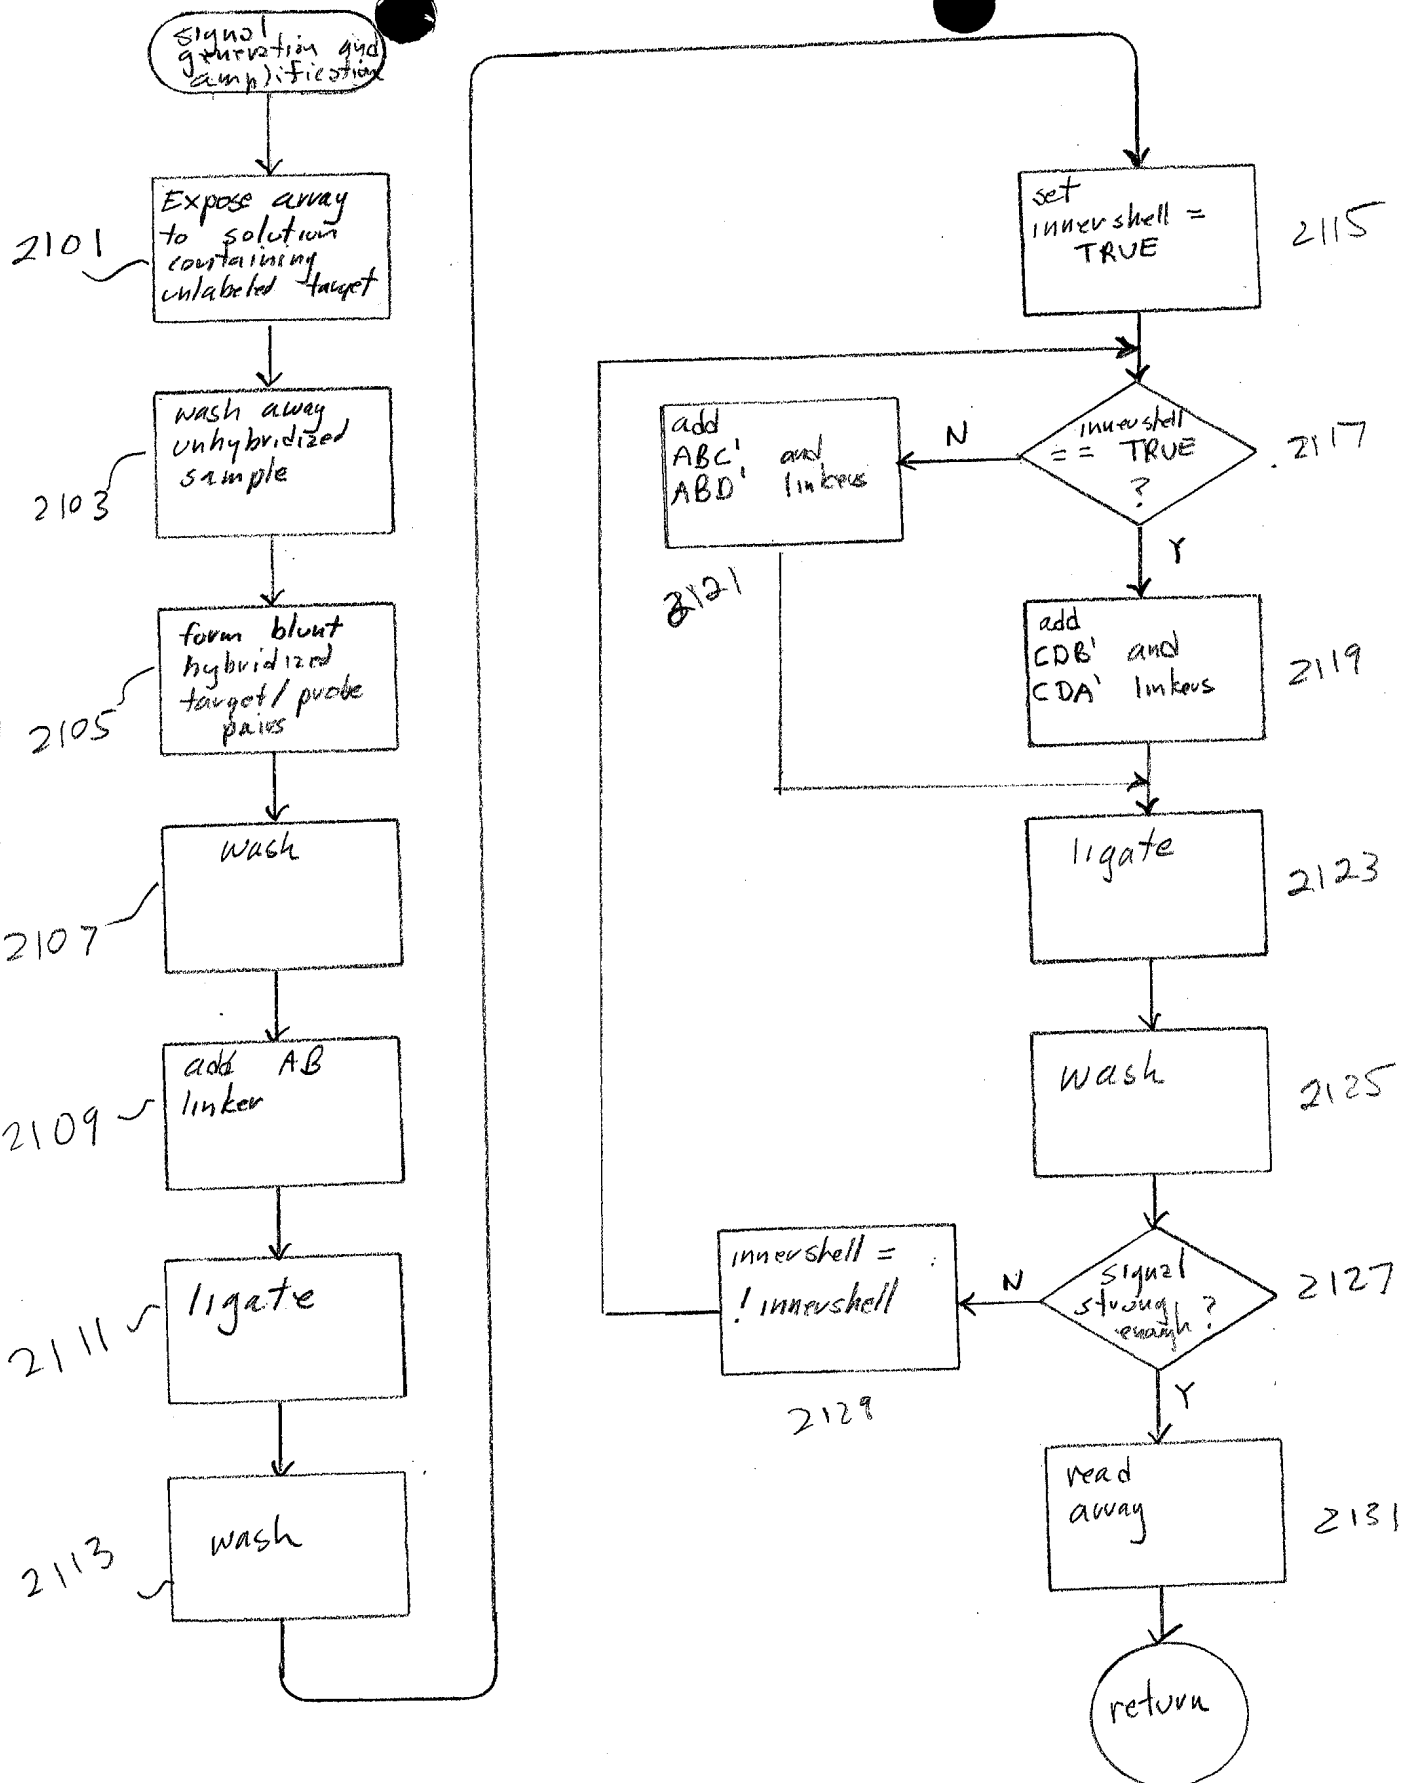 signal
generation and
amplification
Expose array
to solution
containing
unlabeled target
2101
wash away
unhybridized
sample
2103
form blunt
hybridized
target/probe
pairs
2105
wash
2107
add AB
linker
2109
ligate
2111
wash
2113
set
innershell =
TRUE
2115
innershell
== TRUE
?
2117
N
Y
add
ABC' and
ABD' linkers
2121
add
CDB' and
CDA' linkers
2119
ligate
2123
wash
2125
signal
strong
enough ?
2127
N
Y
innershell =
! innershell
2129
read
array
2131
return